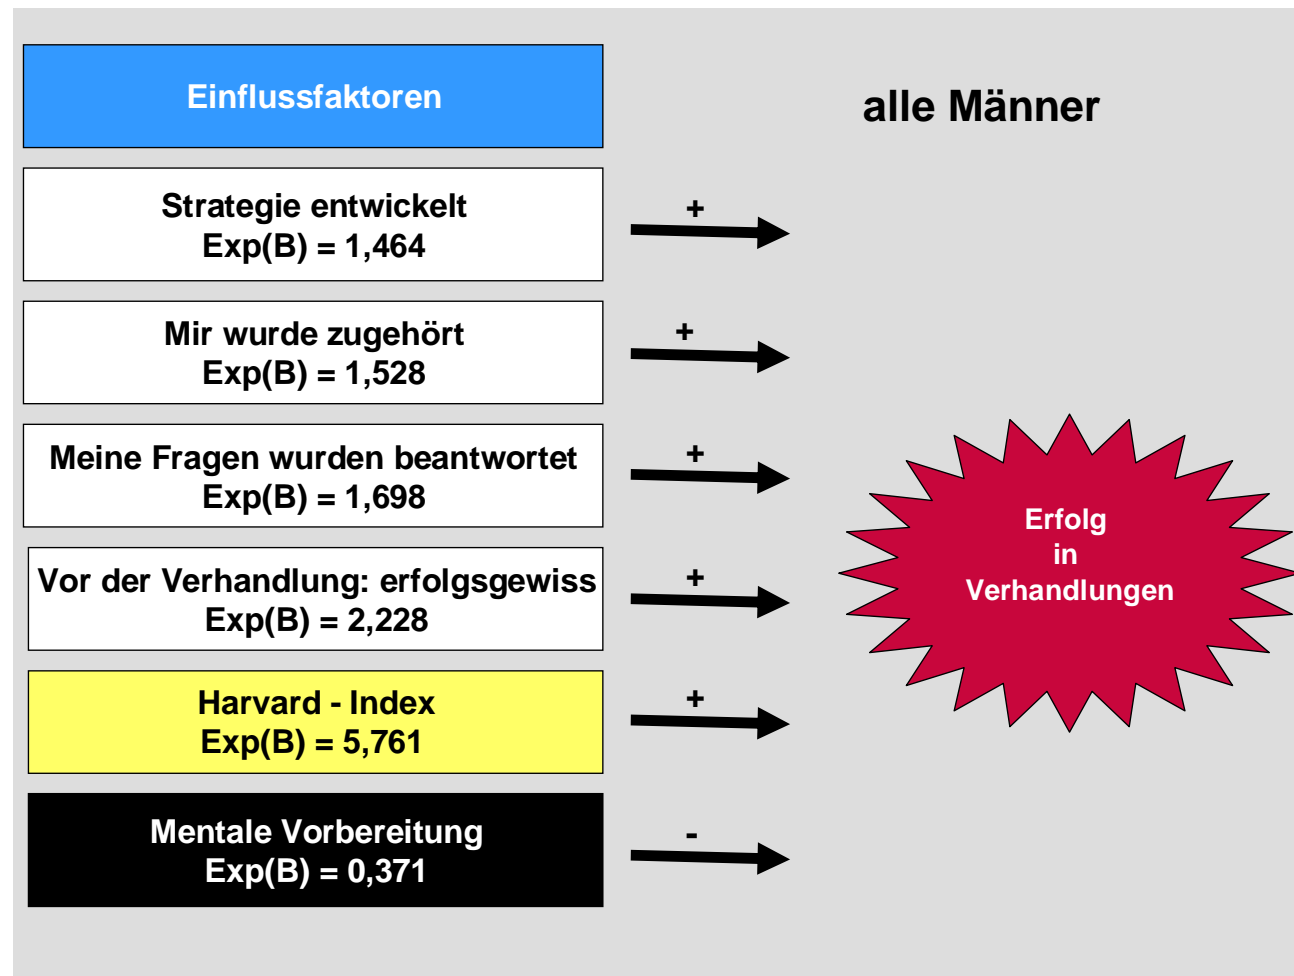 Einflussfaktoren
alle Männer
Strategie entwickelt
Exp(B) = 1,464
+
Mir wurde zugehört
Exp(B) = 1,528
+
Meine Fragen wurden beantwortet
Exp(B) = 1,698
+
Vor der Verhandlung: erfolgsgewiss
Exp(B) = 2,228
+
Harvard - Index
Exp(B) = 5,761
+
Mentale Vorbereitung
Exp(B) = 0,371
-
Erfolg
in
Verhandlungen